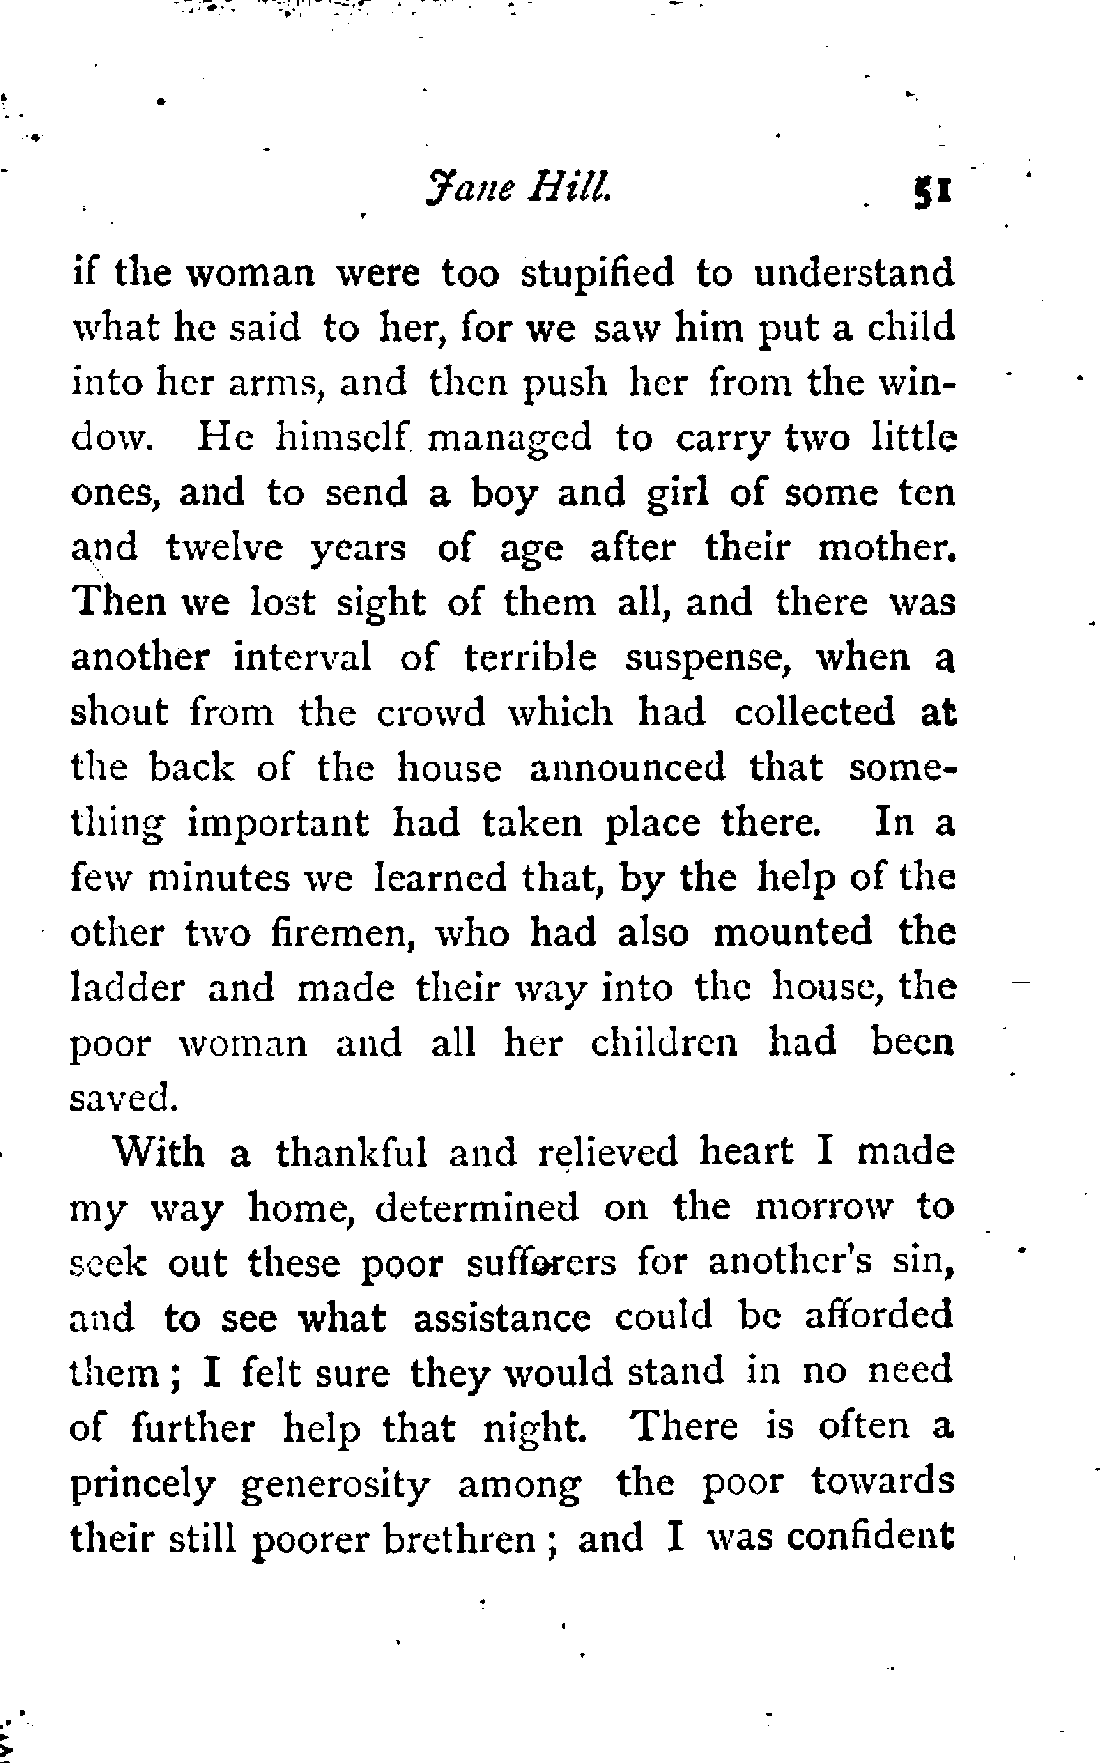 Jane Hill. 51
if the woman were too stupified to understand
what he said to her, for we saw him put a child
into her arms, and then push her from the win-
dow. He himself managed to carry two little
ones, and to send a boy and girl of some ten
and twelve years of age after their mother.
Then we lost sight of them all, and there was
another interval of terrible suspense, when a
shout from the crowd which had collected at
the back of the house announced that some-
thing important had taken place there. In a
few minutes we learned that, by the help of the
other two firemen, who had also mounted the
ladder and made their way into the house, the
poor woman and all her children had been
saved.
With a thankful and relieved heart I made
my way home, determined on the morrow to
seek out these poor sufferers for another's sin,
and to see what assistance could be afforded
them ; I felt sure they would stand in no need
of further help that night. There is often a
princely generosity among the poor towards
their still poorer brethren ; and I was confident